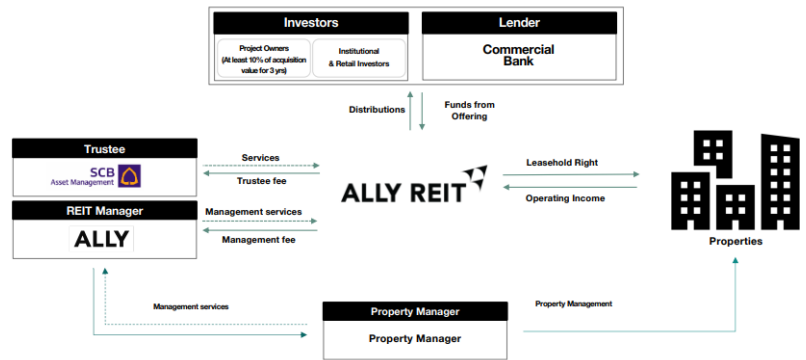 Investors
Lender
Project Owners
(At least 10% of acquisition
value for 3 yrs)
Institutional
& Retail Investors
Commercial
Bank
Distributions
Funds from
Offering
Trustee
SCB
Asset Management
Services
Trustee fee
REIT Manager
ALLY
Management services
Management fee
ALLY REIT
Leasehold Right
Operating Income
Properties
Management services
Property Manager
Property Manager
Property Management